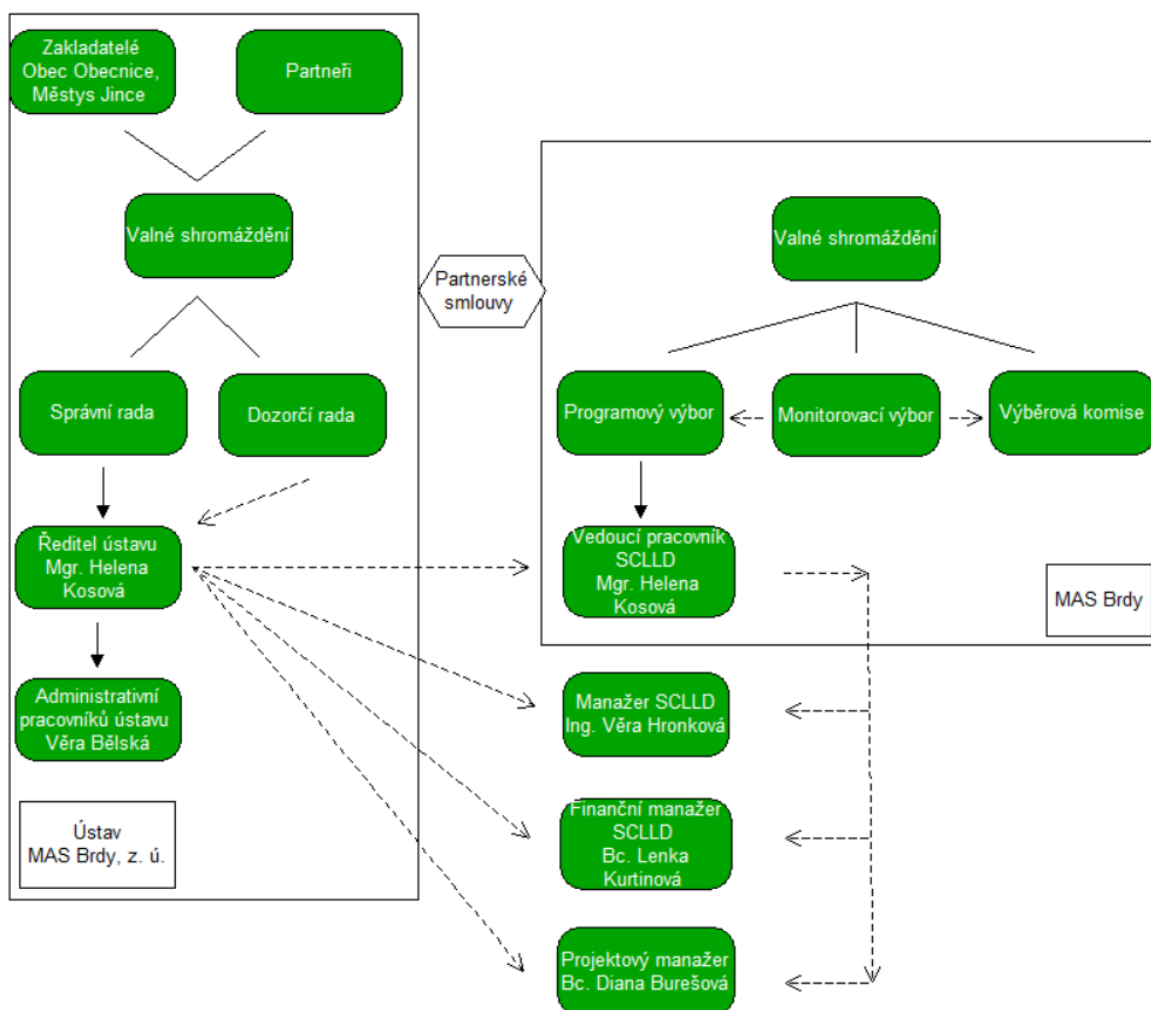 Zakladatelé
Obec Obecnice,
Městys Jince
Partneři
Valné shromáždění
Správní rada
Dozorčí rada
Ředitel ústavu
Mgr. Helena
Kosová
Administrativní
pracovníků ústavu
Věra Bělská
Ústav
MAS Brdy, z. ú.
Partnerské
smlouvy
Valné shromáždění
Programový výbor
Monitorovací výbor
Výběrová komise
Vedoucí pracovník
SCLLD
Mgr. Helena
Kosová
MAS Brdy
Manažer SCLLD
Ing. Věra Hronková
Finanční manažer
SCLLD
Bc. Lenka
Kurtinová
Projektový manažer
Bc. Diana Burešová